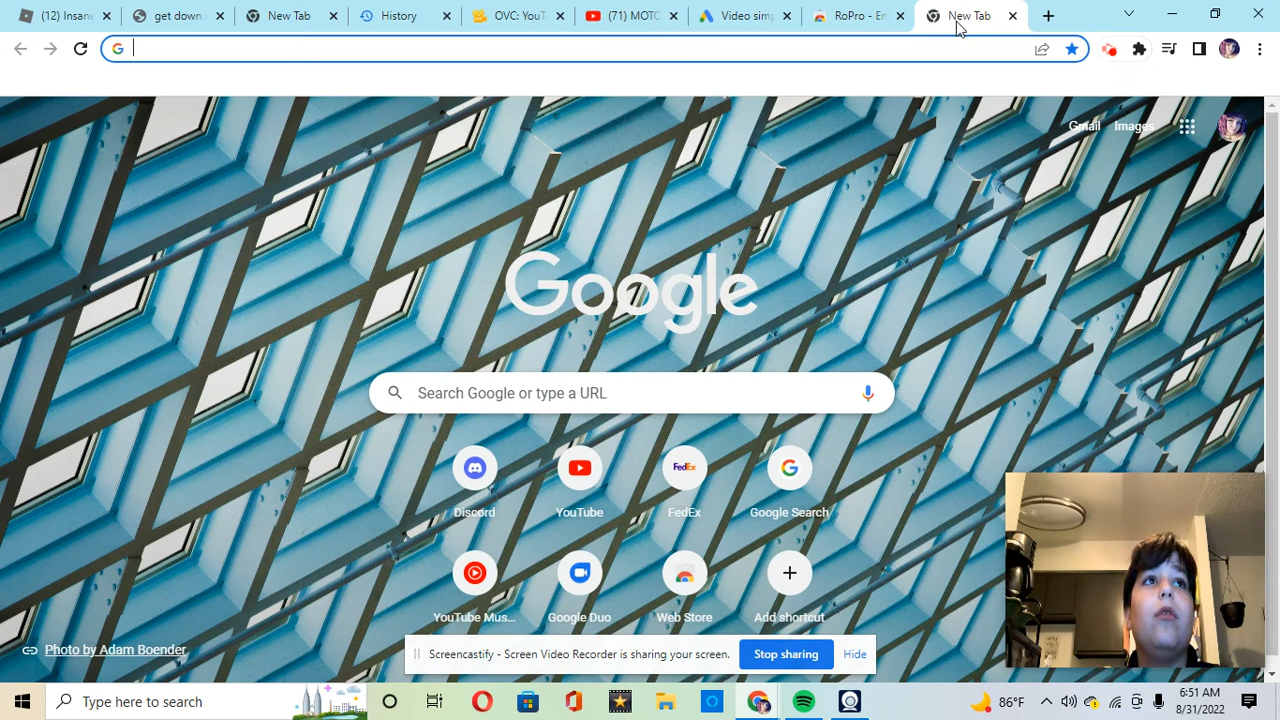 (12) Insane
get down i
New Tab
History
OVC: YouT
(71) MOTO
Video simp
RoPro - En
New Tab
Gmail
Images
Google
Search Google or type a URL
Discord
YouTube
FedEx
FedEx
Google Search
YouTube Mus...
Google Duo
Web Store
Add shortcut
Photo by Adam Boender
Screencastify - Screen Video Recorder is sharing your screen.
Stop sharing
Hide
Type here to search
86°F
6:51 AM
8/31/2022